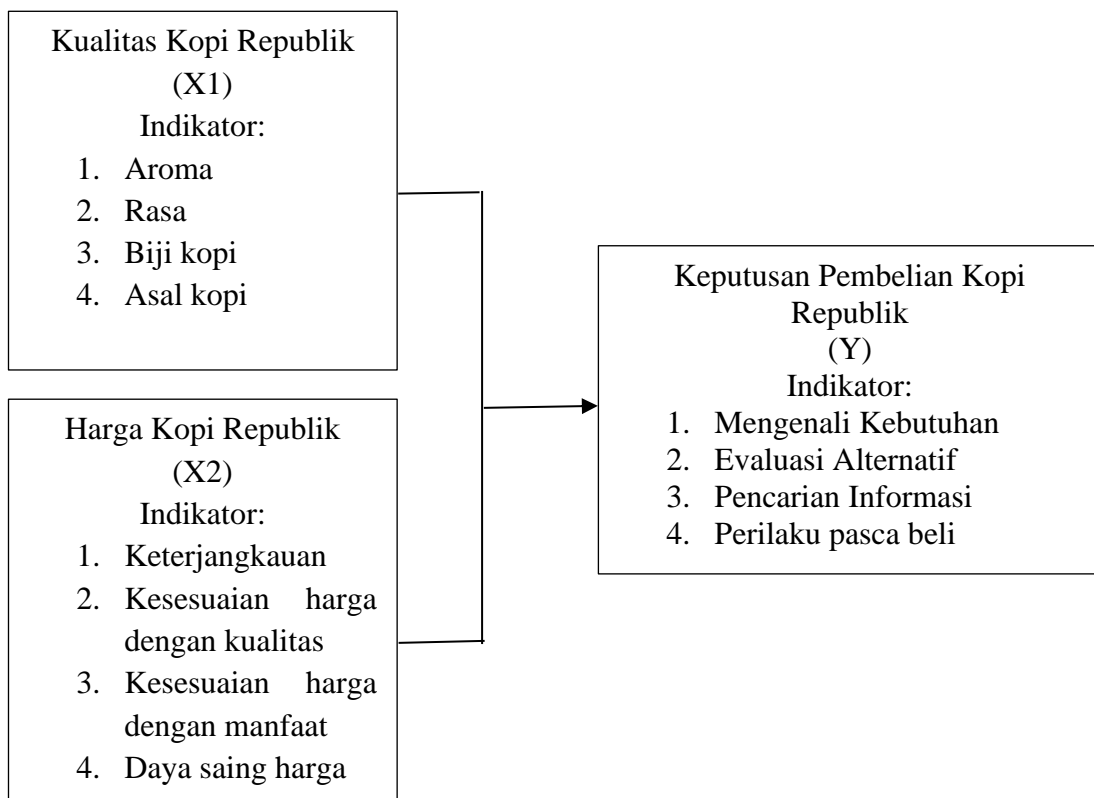 Kualitas Kopi Republik
(X1)
Indikator:
1. Aroma
2. Rasa
3. Biji kopi
4. Asal kopi
Harga Kopi Republik
(X2)
Indikator:
1. Keterjangkauan
2. Kesesuaian harga
dengan kualitas
3. Kesesuaian harga
dengan manfaat
4. Daya saing harga
Keputusan Pembelian Kopi
Republik
(Y)
Indikator:
1. Mengenali Kebutuhan
2. Evaluasi Alternatif
3. Pencarian Informasi
4. Perilaku pasca beli